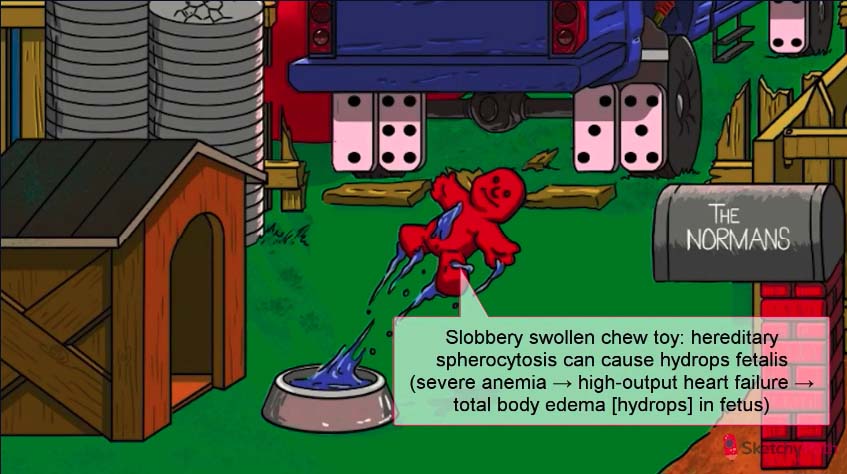 THE
NORMANS
Slobbery swollen chew toy: hereditary
spherocytosis can cause hydrops fetalis
(severe anemia → high-output heart failure →
total body edema [hydrops] in fetus)